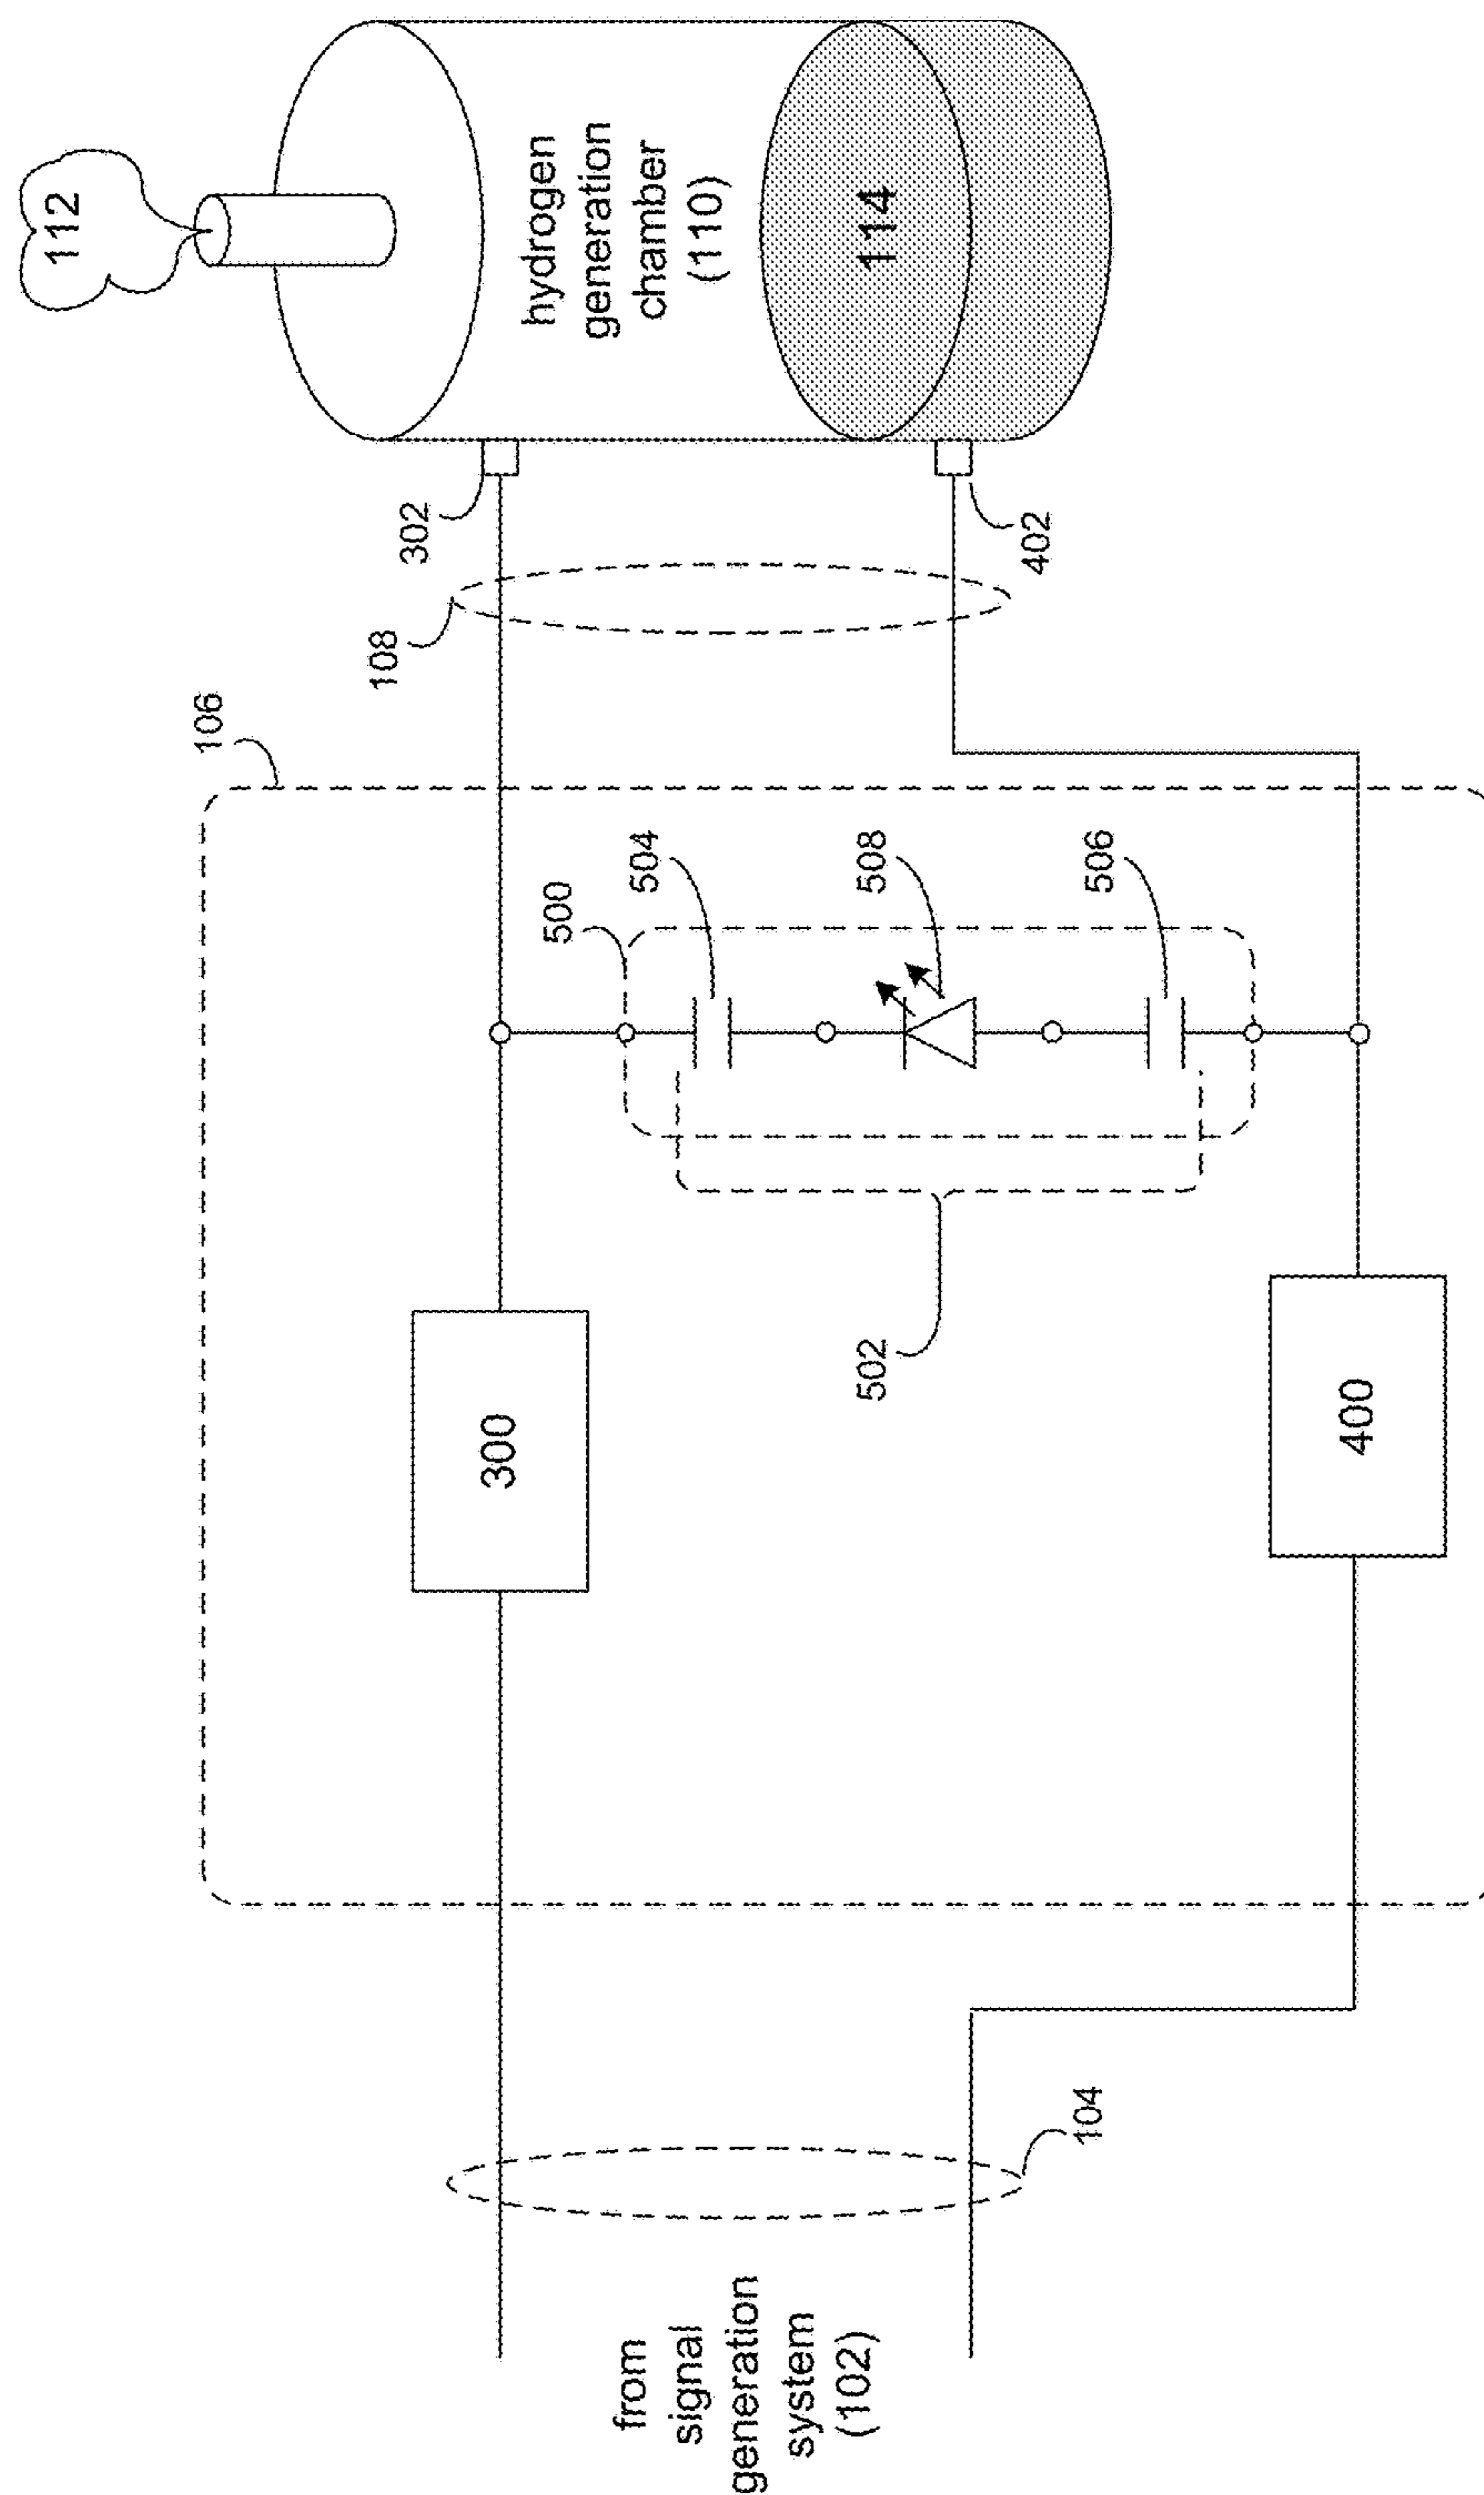 from
signal
generation
system
(102)
104
106
300
400
500
502
504
508
506
108
302
402
112
hydrogen
generation
chamber
(110)
114